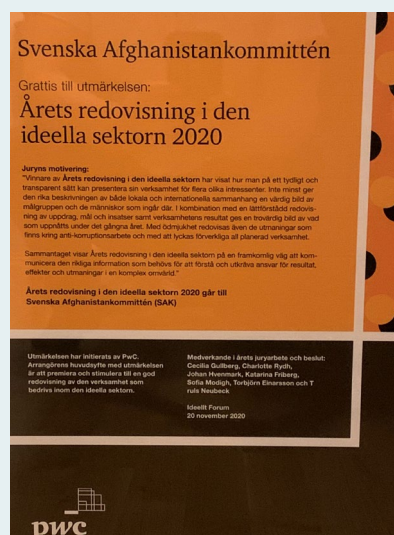 Svenska Afghanistankommittén
Grattis till utmärkelsen:
Årets redovisning i den
ideella sektorn 2020
Juryns motivering:
"Vinnare av Årets redovisning i den ideella sektorn har visat hur man på ett tydligt och
transparent sätt kan presentera sin verksamhet för flera olika intressenter. Inte minst ger
den rika beskrivningen av både lokala och internationella sammanhang en värdig bild av
målgruppen och de människor som ingår där. I kombination med en lättförstådd redovis-
ning av uppdrag, mål och insatser samt verksamhetens resultat ges en trovärdig bild av vad
som uppnåtts under det gångna året. Med ödmjukhet redovisas även de utmaningar som
finns kring anti-korruptionsarbete och med att lyckas förverkliga all planerad verksamhet.
Sammantaget visar Årets redovisning i den ideella sektorn på en framkomlig väg att kom-
municera den rikliga information som behövs för att förstå och utkräva ansvar för resultat,
effekter och utmaningar i en komplex omvärld."
Årets redovisning i den ideella sektorn 2020 går till
Svenska Afghanistankommittén (SAK)
Utmärkelsen har initierats av PwC.
Arrangörens huvudsyfte med utmärkelsen
är att premiera och stimulera till en god
redovisning av den verksamhet som
bedrivs inom den ideella sektorn.
Medverkande i årets juryarbete och beslut:
Cecilia Gullberg, Charlotte Rydh,
Johan Hvenmark, Katarina Friberg,
Sofia Modigh, Torbjörn Einarsson och T
ruls Neubeck
Ideellt Forum
20 november 2020
pwc